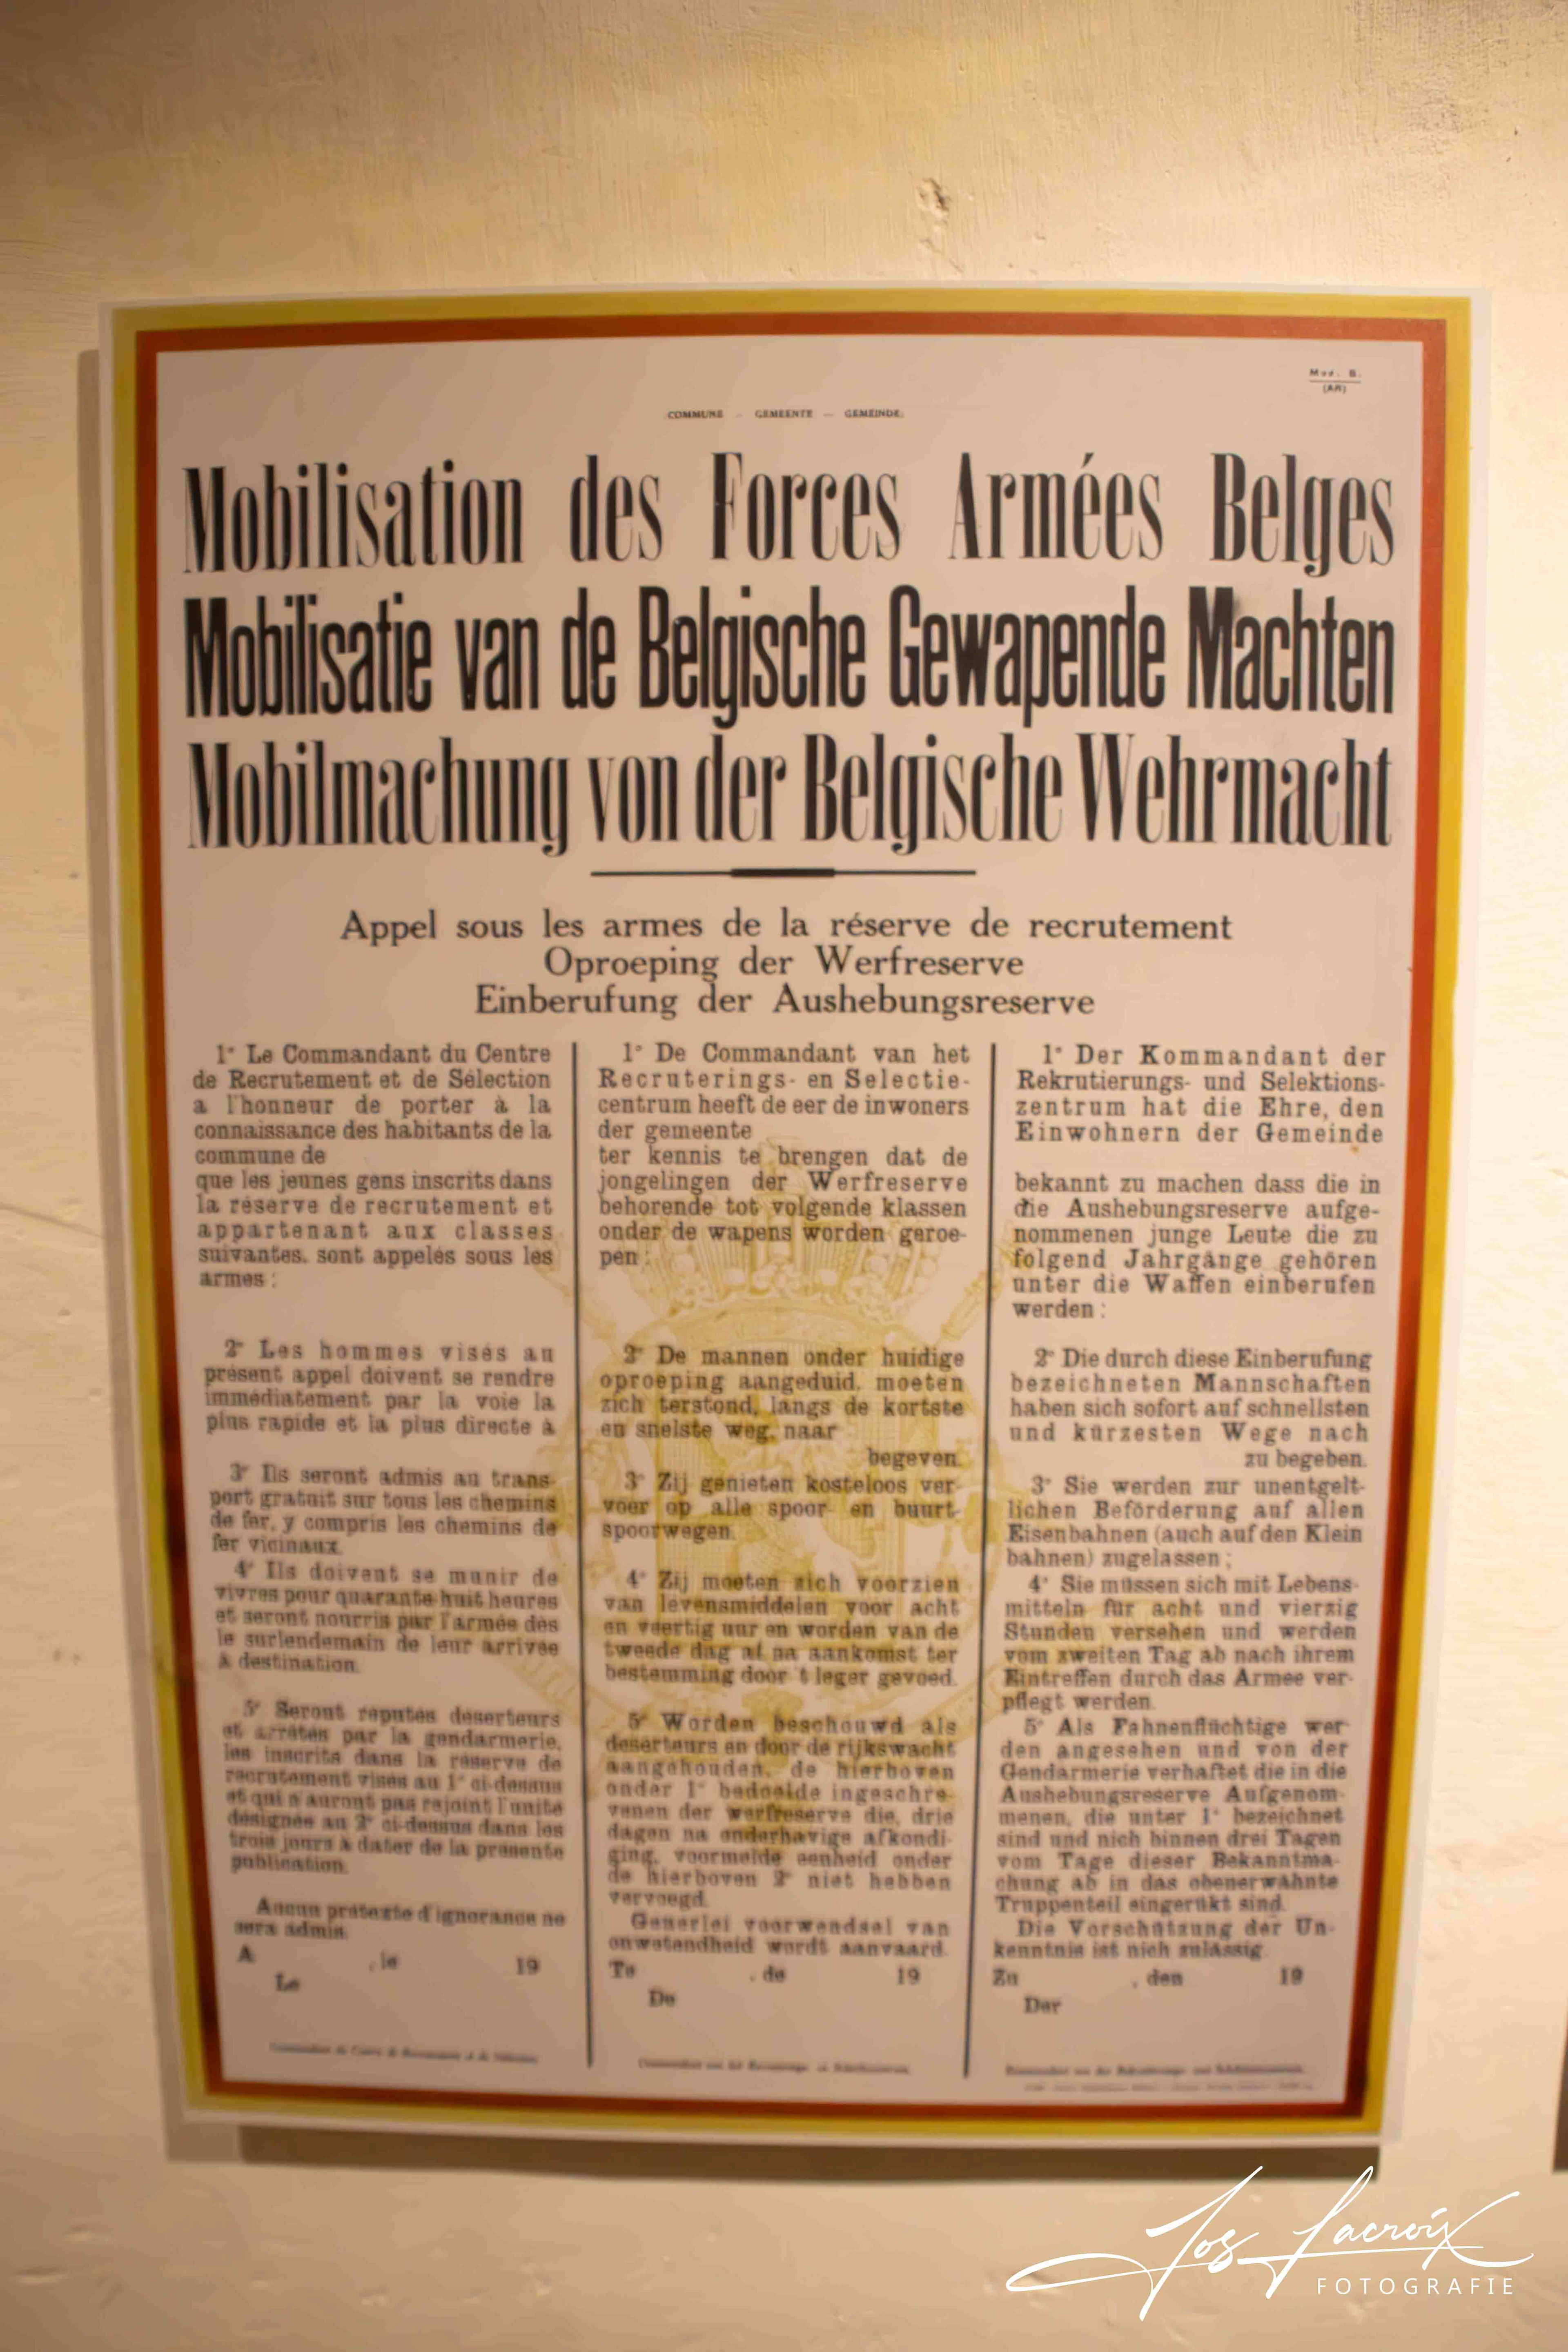 Mod. B.
(AR)
COMMUNE - GEMEENTE - GEMEINDE:
Mobilisation des Forces Armées Belges
Mobilisatie van de Belgische Gewapende Machten
Mobilmachung von der Belgische Wehrmacht
Appel sous les armes de la réserve de recrutement
Oproeping der Werfreserve
Einberufung der Aushebungsreserve
1° Le Commandant du Centre
de Recrutement et de Sélection
a l'honneur de porter à la
connaissance des habitants de la
commune de
que les jeunes gens inscrits dans
la réserve de recrutement et
appartenant aux classes
suivantes, sont appelés sous les
armes :
2° Les hommes visés au
présent appel doivent se rendre
immédiatement par la voie la
plus rapide et la plus directe à
3° Ils seront admis au trans-
port gratuit sur tous les chemins
de fer, y compris les chemins de
fer vicinaux.
4° Ils doivent se munir de
vivres pour quarante huit heures
et seront nourris par l'armée dès
le surlendemain de leur arrivée
à destination.
5° Seront réputés déserteurs
et arrêtés par la gendarmerie,
les inscrits dans la réserve de
recrutement visés au 1° ci-dessus
et qui n'auront pas rejoint l'unité
désignée au 2° ci-dessus dans les
trois jours à dater de la présente
publication.
Aucun prétexte d'ignorance ne
sera admis.
A , le 19
Le
Commandant du Centre de Recrutement et de Sélection
1° De Commandant van het
Recruterings- en Selectie-
centrum heeft de eer de inwoners
der gemeente
ter kennis te brengen dat de
jongelingen der Werfreserve
behorende tot volgende klassen
onder de wapens worden geroe-
pen :
2° De mannen onder huidige
oproeping aangeduid, moeten
zich terstond, langs de kortste
en snelste weg, naar
begeven.
3° Zij genieten kosteloos ver-
voer op alle spoor- en buurt-
spoorwegen.
4° Zij moeten zich voorzien
van levensmiddelen voor acht
en veertig uur en worden van de
tweede dag af na aankomst ter
bestemming door 't leger gevoed.
5° Worden beschouwd als
deserteurs en door de rijkswacht
aangehouden, de hierboven
onder 1° bedoelde ingeschre-
venen der werfreserve die, drie
dagen na onderhavige afkondi-
ging, voormelde eenheid onder
de hierboven 2° niet hebben
vervoegd.
Generlei voorwendsel van
onwetendheid wordt aanvaard.
Te , de 19
De
1° Der Kommandant der
Rekrutierungs- und Selektions-
zentrum hat die Ehre, den
Einwohnern der Gemeinde
bekannt zu machen dass die in
die Aushebungsreserve aufge-
nommenen junge Leute die zu
folgend Jahrgänge gehören
unter die Waffen einberufen
werden :
2° Die durch diese Einberufung
bezeichneten Mannschaften
haben sich sofort auf schnellsten
und kürzesten Wege nach
zu begeben.
3° Sie werden zur unentgelt-
lichen Beförderung auf allen
Eisenbahnen (auch auf den Klein
bahnen) zugelassen ;
4° Sie müssen sich mit Lebens-
mitteln für acht und vierzig
Stunden versehen und werden
vom zweiten Tag ab nach ihrem
Eintreffen durch das Armee ver-
pflegt werden.
5° Als Fahnenflüchtige wer-
den angesehen und von der
Gendarmerie verhaftet die in die
Aushebungsreserve Aufgenom-
menen, die unter 1° bezeichnet
sind und nich binnen drei Tagen
vom Tage dieser Bekanntma-
chung ab in das obenerwähnte
Truppenteil eingerükt sind.
Die Vorschützung der Un-
kenntnis ist nich zulässig.
Zu , den 19
Der
Jos Lacroix
FOTOGRAFIE